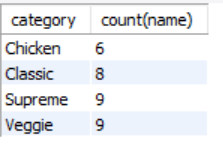 category count(name)
Chicken 6
Classic 8
Supreme 9
Veggie 9